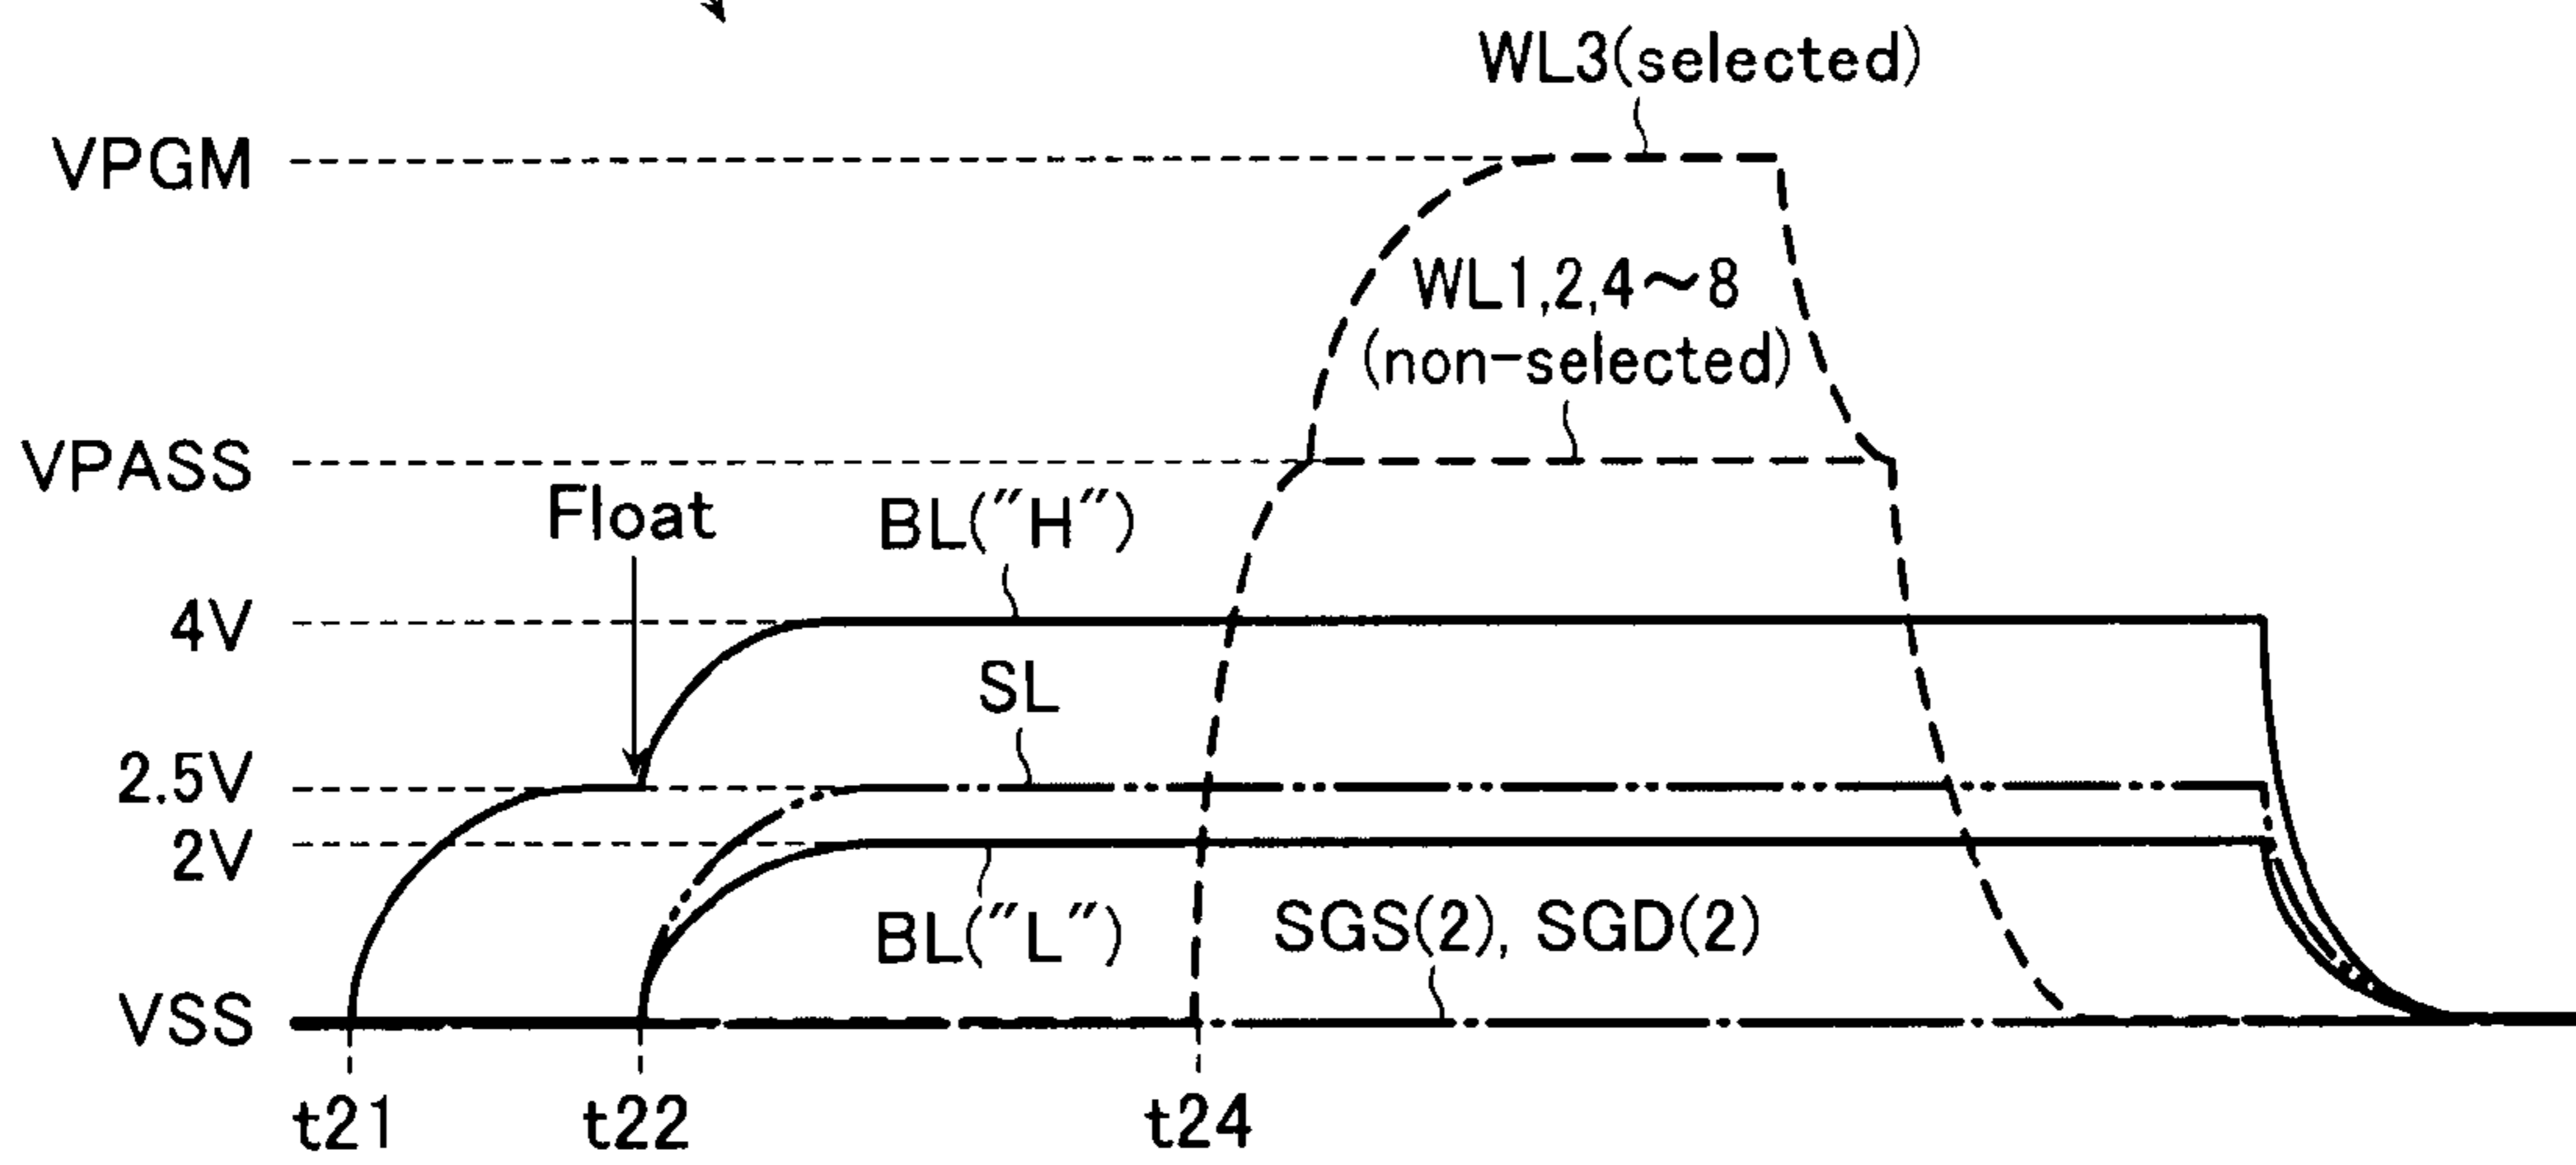 WL3(selected)
VPGM
WL1,2,4～8
(non-selected)
VPASS
Float
BL("H")
4V
SL
2.5V
2V
BL("L")
SGS(2), SGD(2)
VSS
t21
t22
t24